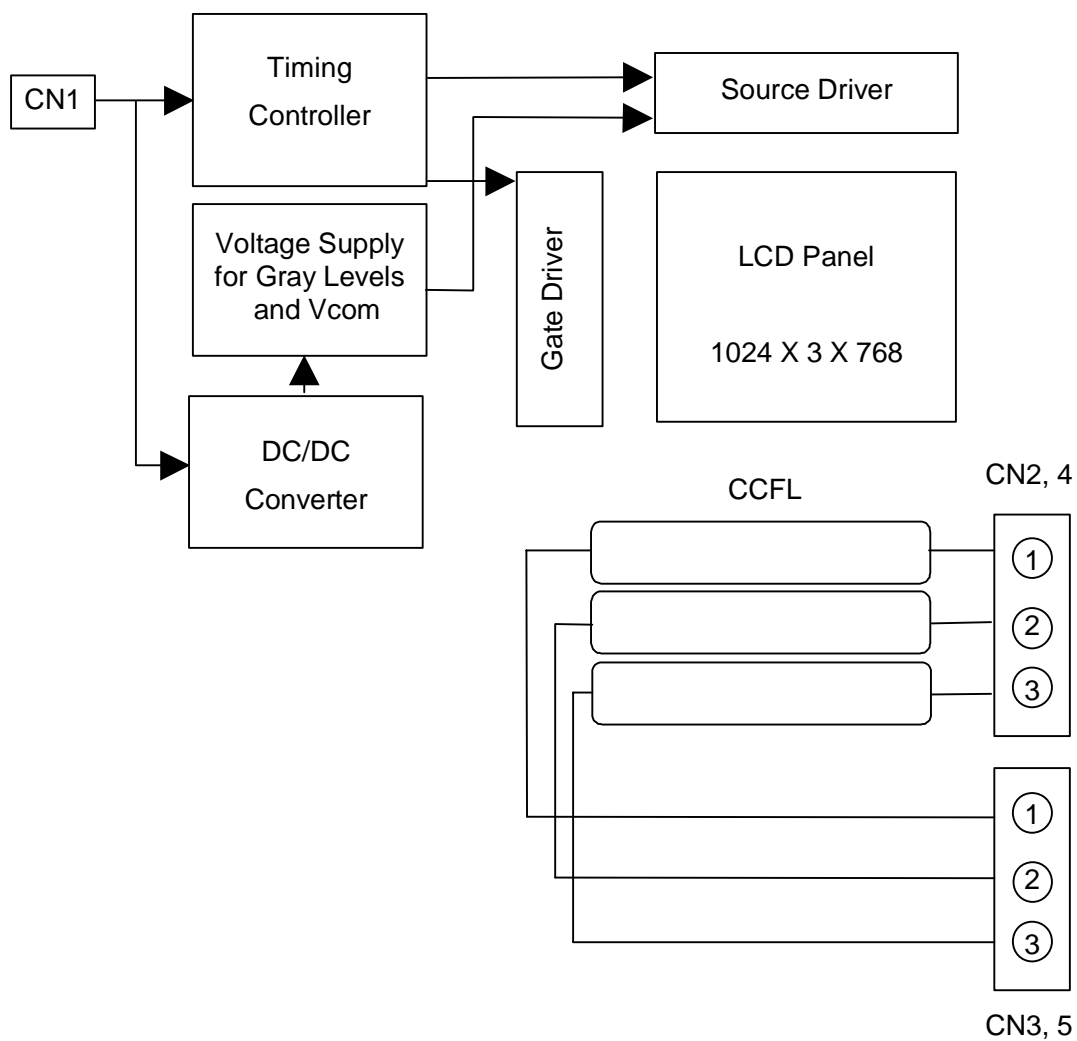 CN1
Timing
Controller
Source Driver
Voltage Supply
for Gray Levels
and Vcom
Gate Driver
LCD Panel
1024 X 3 X 768
DC/DC
Converter
CCFL
CN2, 4
1
2
3
1
2
3
CN3, 5